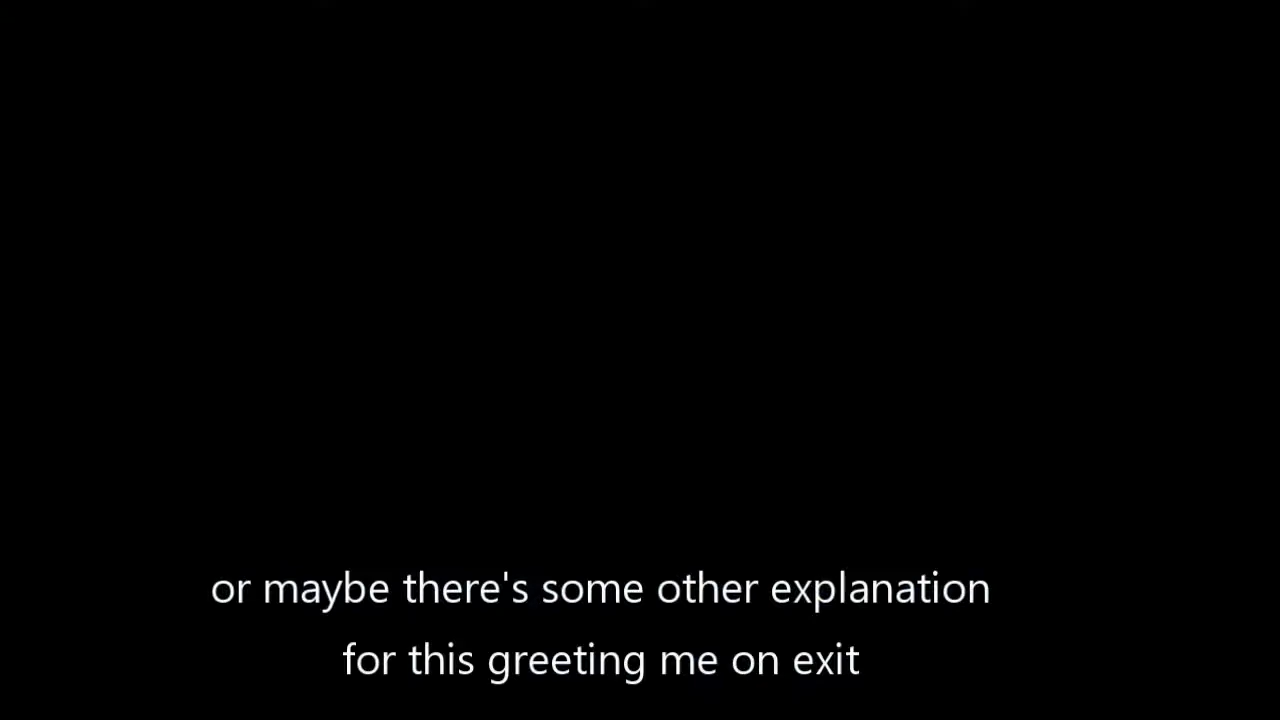 or maybe there's some other explanation
for this greeting me on exit